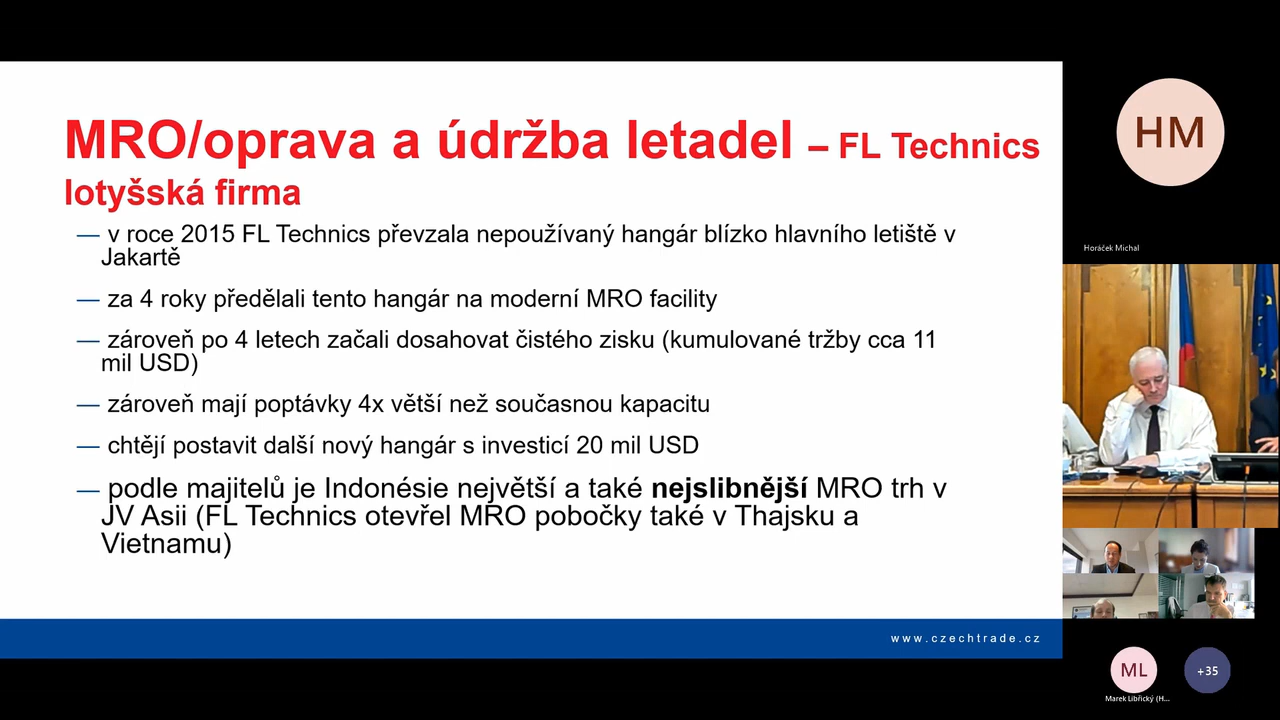 MRO/oprava a údržba letadel – FL Technics
lotyšská firma
— v roce 2015 FL Technics převzala nepoužívaný hangár blízko hlavního letiště v
Jakartě
— za 4 roky předělali tento hangár na moderní MRO facility
— zároveň po 4 letech začali dosahovat čistého zisku (kumulované tržby cca 11
mil USD)
— zároveň mají poptávky 4x větší než současnou kapacitu
— chtějí postavit další nový hangár s investicí 20 mil USD
— podle majitelů je Indonésie největší a také nejslibnější MRO trh v
JV Asii (FL Technics otevřel MRO pobočky také v Thajsku a
Vietnamu)
www.czechtrade.cz
HM
Horáček Michal
ML
Marek Libřický (H...
+35